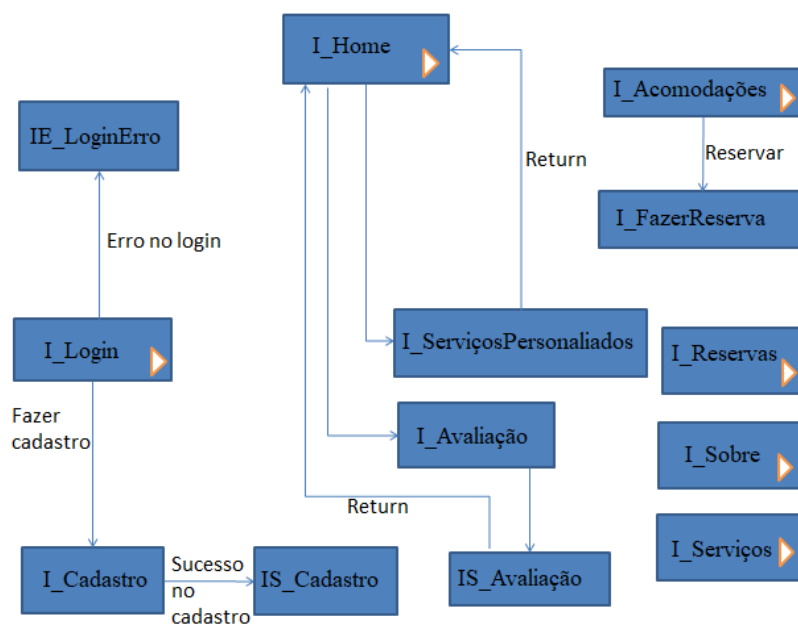 I_Home
I_Acomodações
IE_LoginErro
Return
Reservar
I_FazerReserva
Erro no login
I_Login
I_ServiçosPersonaliados
I_Reservas
Fazer
cadastro
I_Avaliação
I_Sobre
Return
I_Serviços
I_Cadastro
Sucesso
no
cadastro
IS_Cadastro
IS_Avaliação